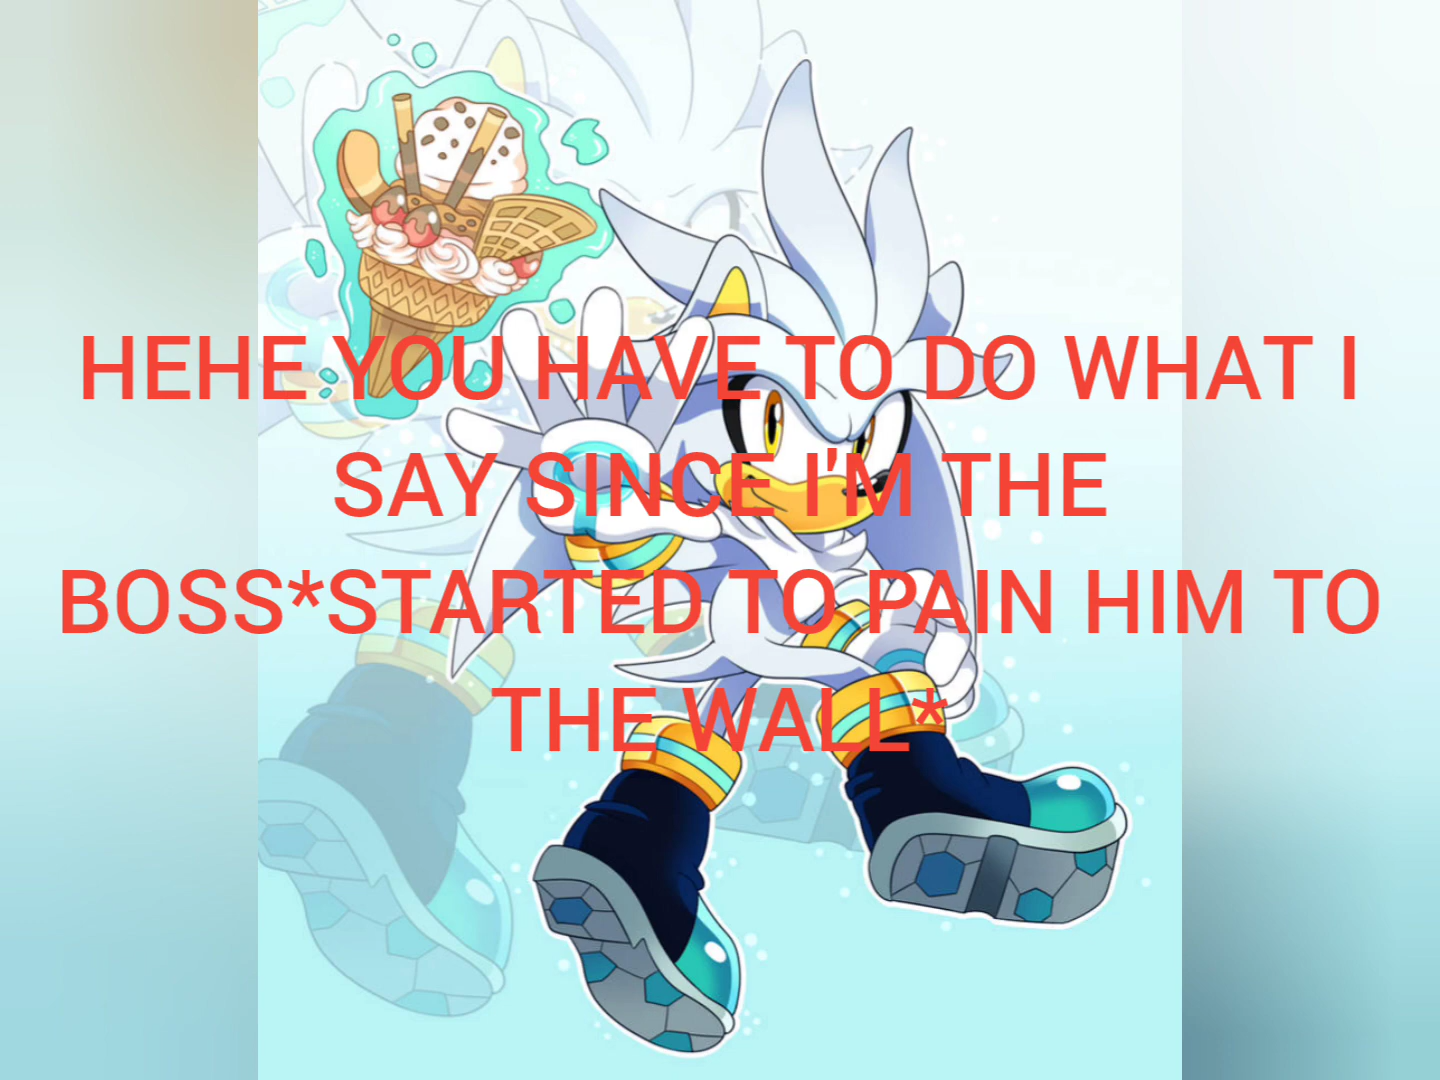 HEHE YOU HAVE TO DO WHAT I
SAY SINCE I'M THE
BOSS*STARTED TO PAIN HIM TO
THE WALL*